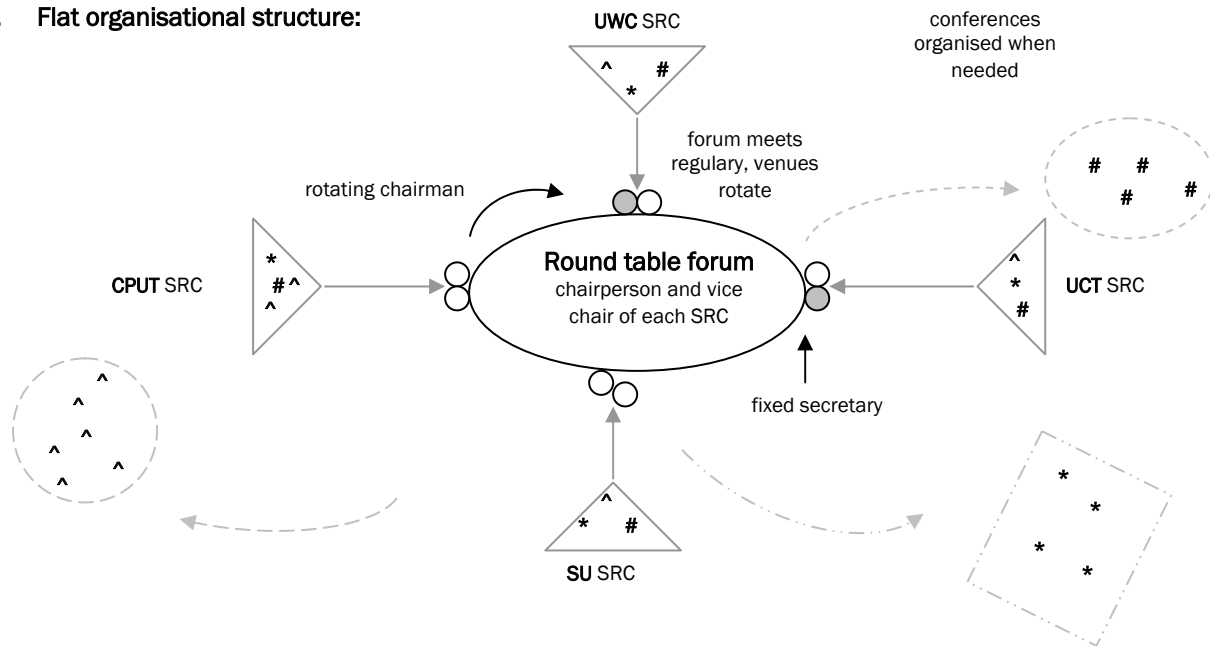 Flat organisational structure:
UWC SRC
conferences
organised when
needed
^ #
*
forum meets
regulary, venues
rotate
rotating chairman
# #
# #
CPUT SRC
*
# ^
^
Round table forum
chairperson and vice
chair of each SRC
^
*
#
UCT SRC
fixed secretary
^
^
^
^
^
^
^
* #
SU SRC
*
*
*
*